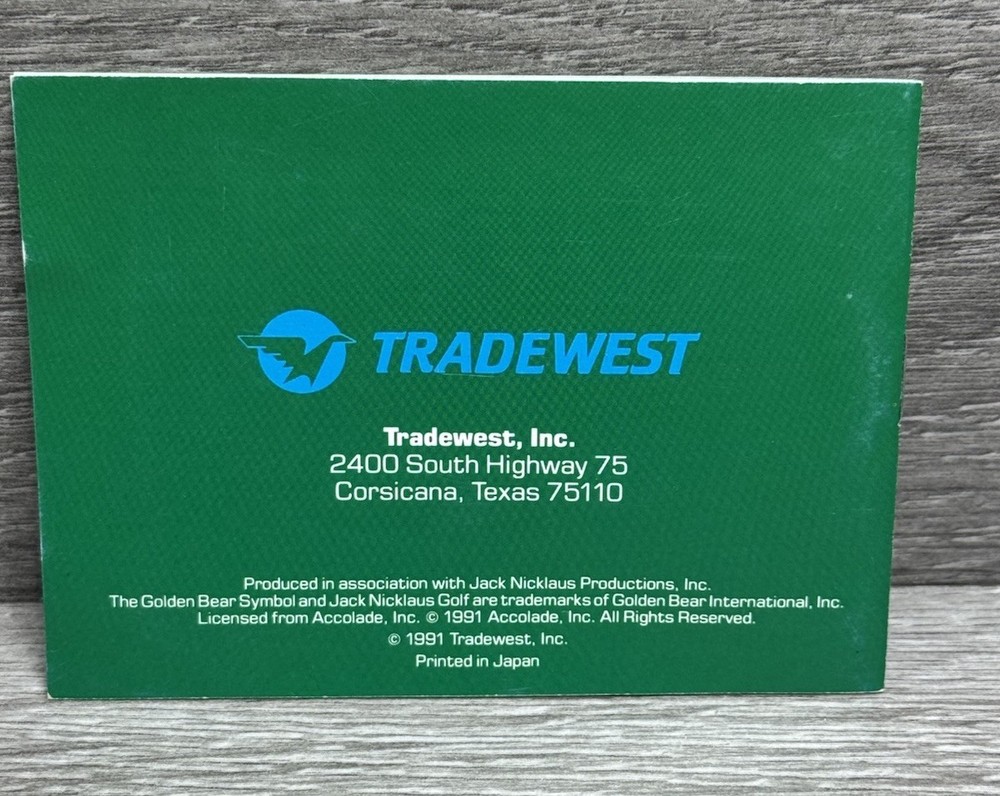 TRADEWEST
Tradewest, Inc.
2400 South Highway 75
Corsicana, Texas 75110
Produced in association with Jack Nicklaus Productions, Inc.
The Golden Bear Symbol and Jack Nicklaus Golf are trademarks of Golden Bear International, Inc.
Licensed from Accolade, Inc. © 1991 Accolade, Inc. All Rights Reserved.
© 1991 Tradewest, Inc.
Printed in Japan